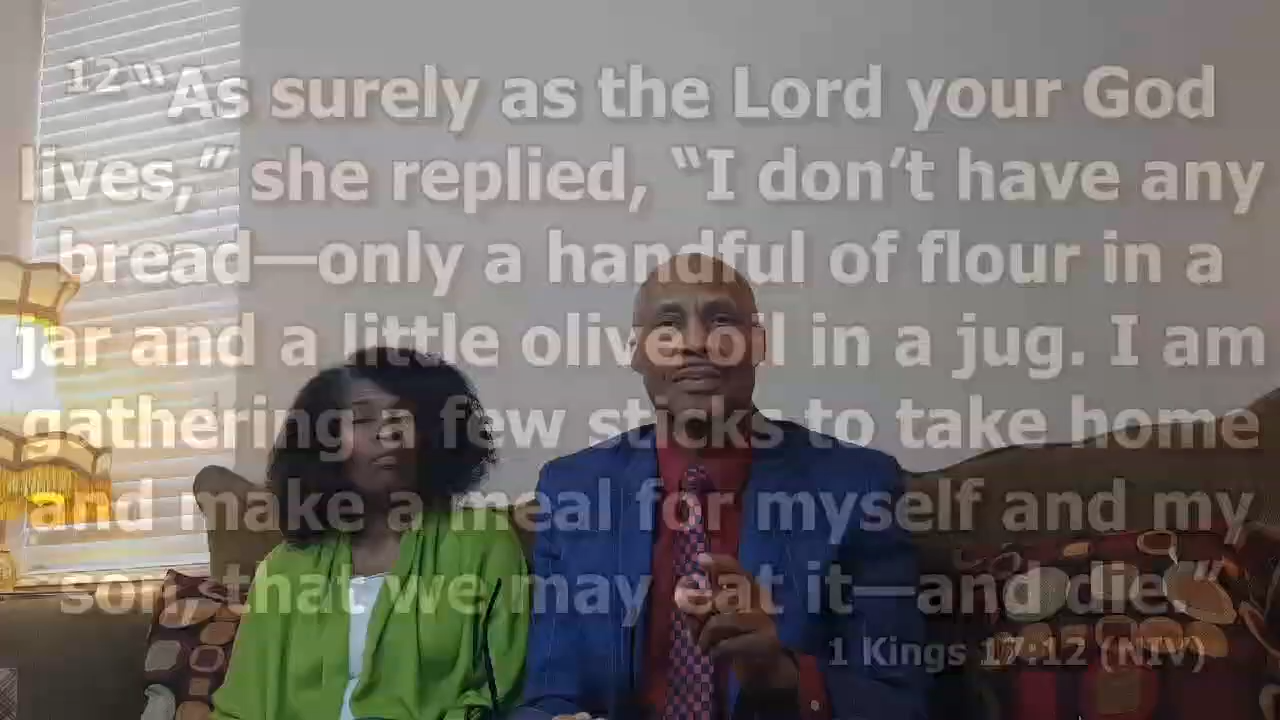 12“As surely as the Lord your God
lives,” she replied, “I don’t have any
bread—only a handful of flour in a
jar and a little olive oil in a jug. I am
gathering a few sticks to take home
and make a meal for myself and my
son, that we may eat it—and die.”
1 Kings 17:12 (NIV)